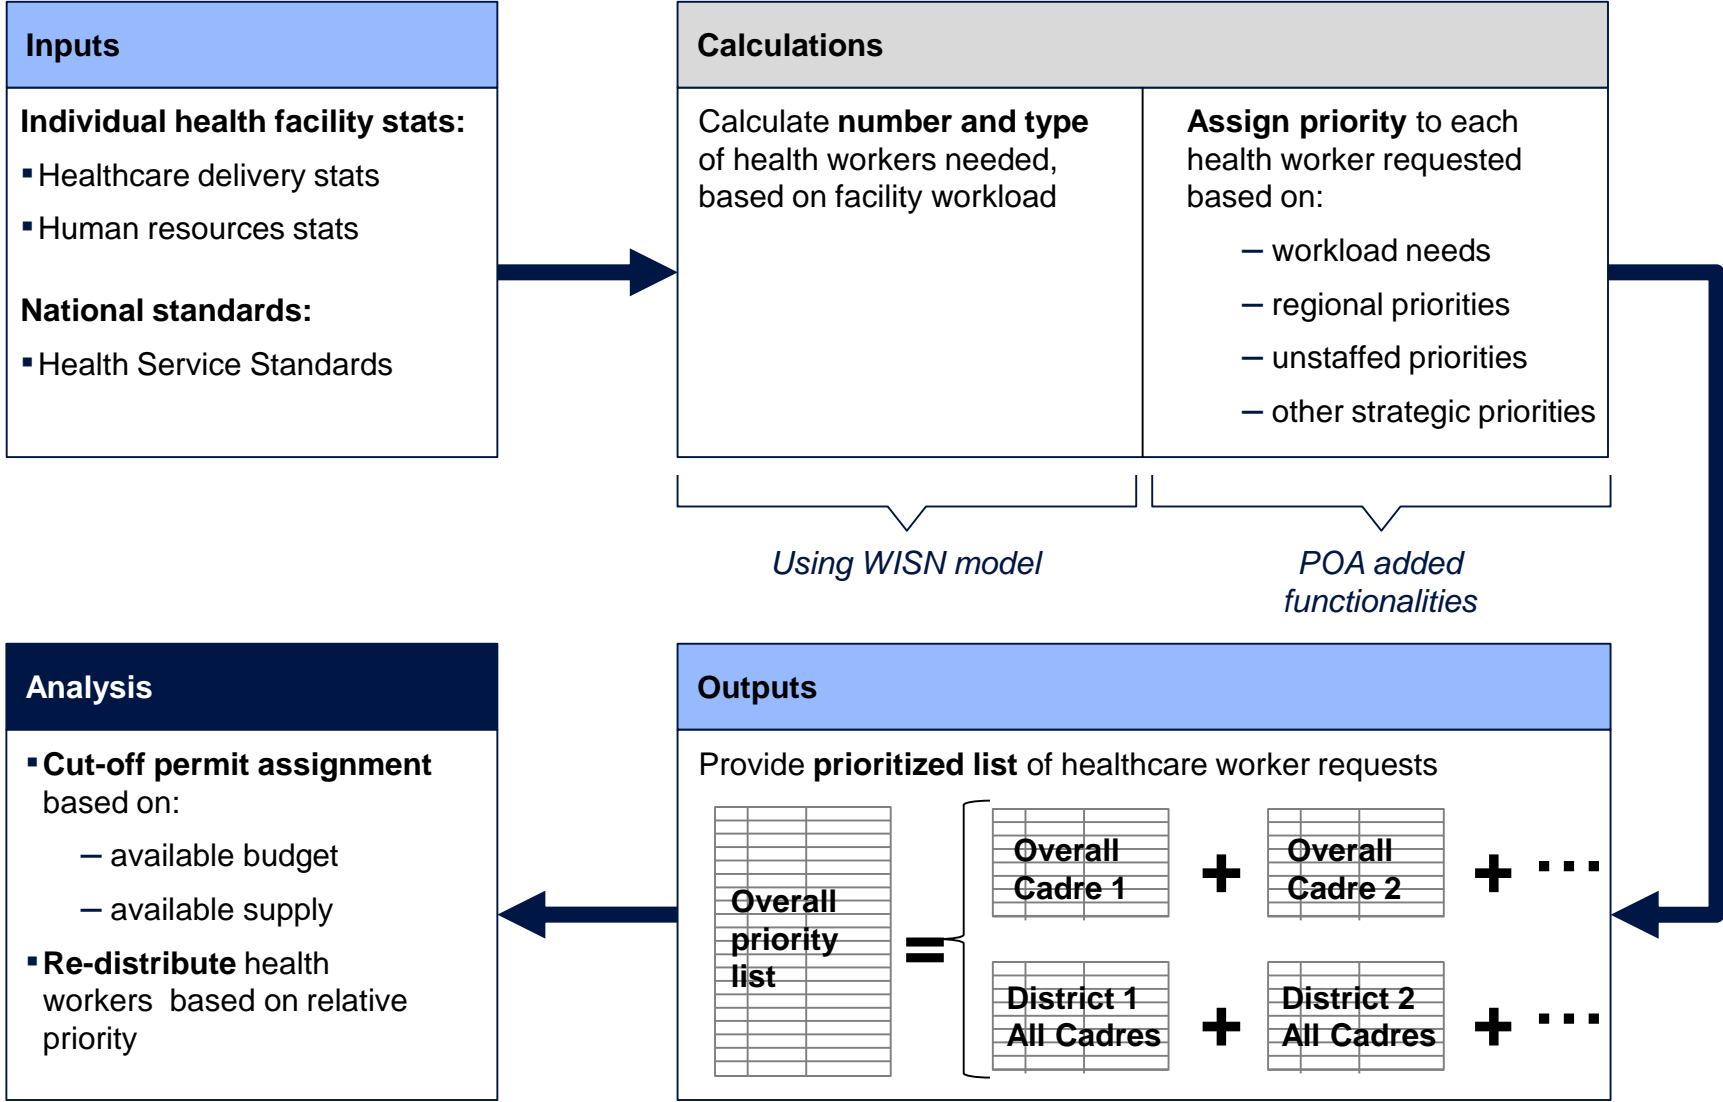 Inputs
Individual health facility stats:
▪ Healthcare delivery stats
▪ Human resources stats
National standards:
▪ Health Service Standards
Calculations
Calculate number and type
of health workers needed,
based on facility workload
Assign priority to each
health worker requested
based on:
– workload needs
– regional priorities
– unstaffed priorities
– other strategic priorities
Using WISN model
POA added
functionalities
Analysis
▪ Cut-off permit assignment
based on:
– available budget
– available supply
▪ Re-distribute health
workers based on relative
priority
Outputs
Provide prioritized list of healthcare worker requests
Overall
priority
list
=
Overall
Cadre 1
+
Overall
Cadre 2
+ ...
District 1
All Cadres
+
District 2
All Cadres
+ ...